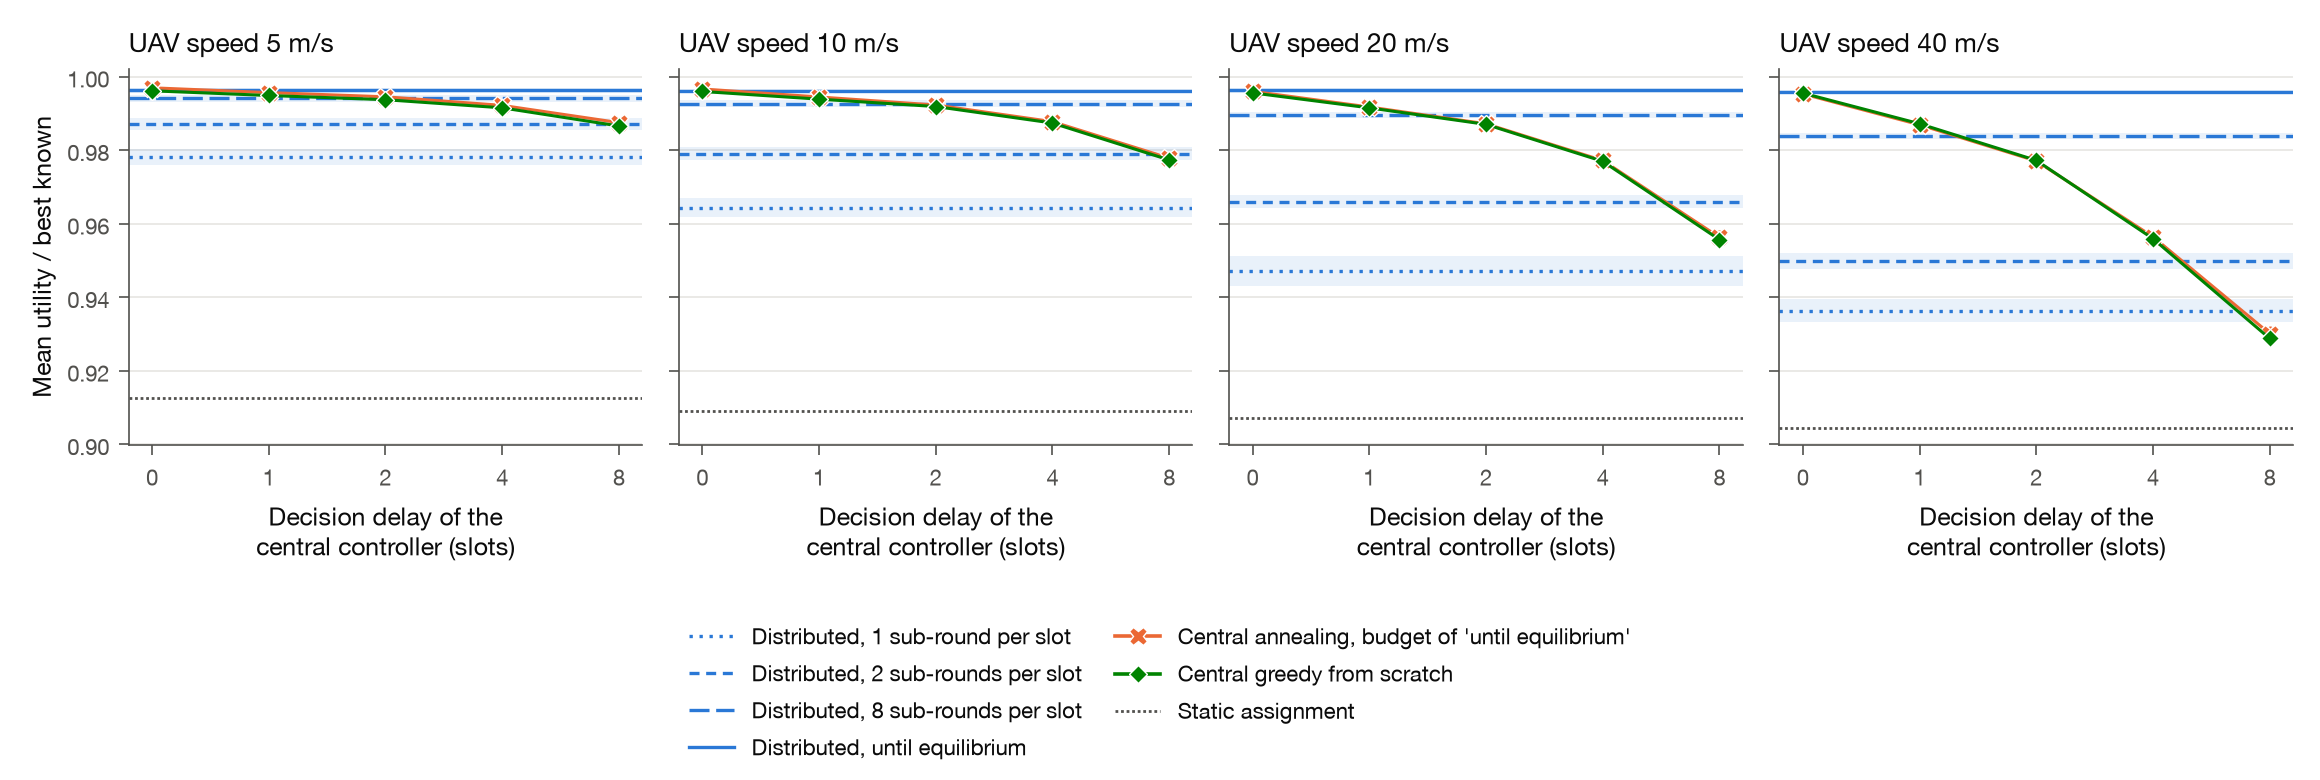 UAV speed 5 m/s
UAV speed 10 m/s
UAV speed 20 m/s
UAV speed 40 m/s
Mean utility / best known
1.00
0.98
0.96
0.94
0.92
0.90
0 1 2 4 8
0 1 2 4 8
0 1 2 4 8
0 1 2 4 8
Decision delay of the
central controller (slots)
Decision delay of the
central controller (slots)
Decision delay of the
central controller (slots)
Decision delay of the
central controller (slots)
Distributed, 1 sub-round per slot
Distributed, 2 sub-rounds per slot
Distributed, 8 sub-rounds per slot
Distributed, until equilibrium
Central annealing, budget of 'until equilibrium'
Central greedy from scratch
Static assignment